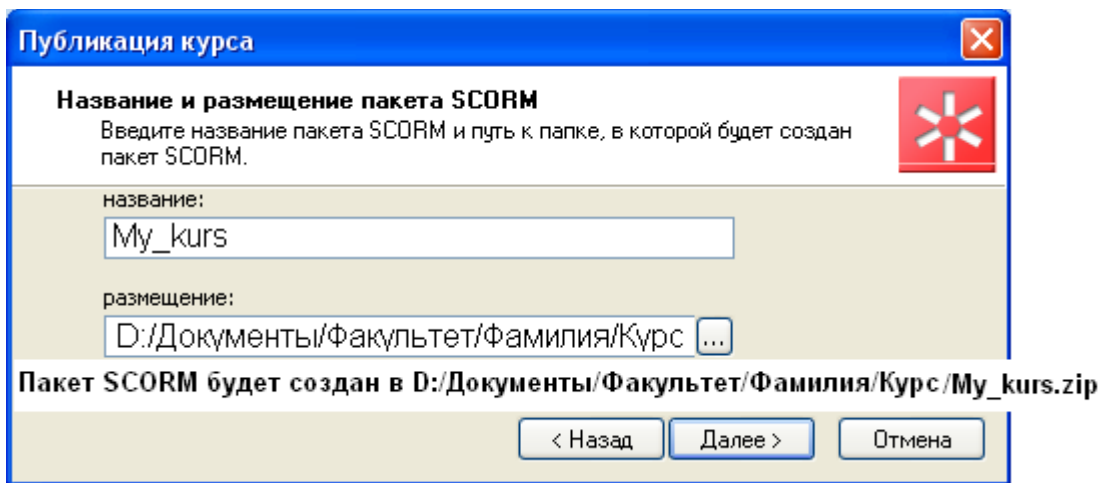 Публикация курса
Название и размещение пакета SCORM
Введите название пакета SCORM и путь к папке, в которой будет создан
пакет SCORM.
название:
My_kurs
размещение:
D:/Документы/Факультет/Фамилия/Курс ...
Пакет SCORM будет создан в D:/Документы/Факультет/Фамилия/Курс/My_kurs.zip
< Назад Далее > Отмена